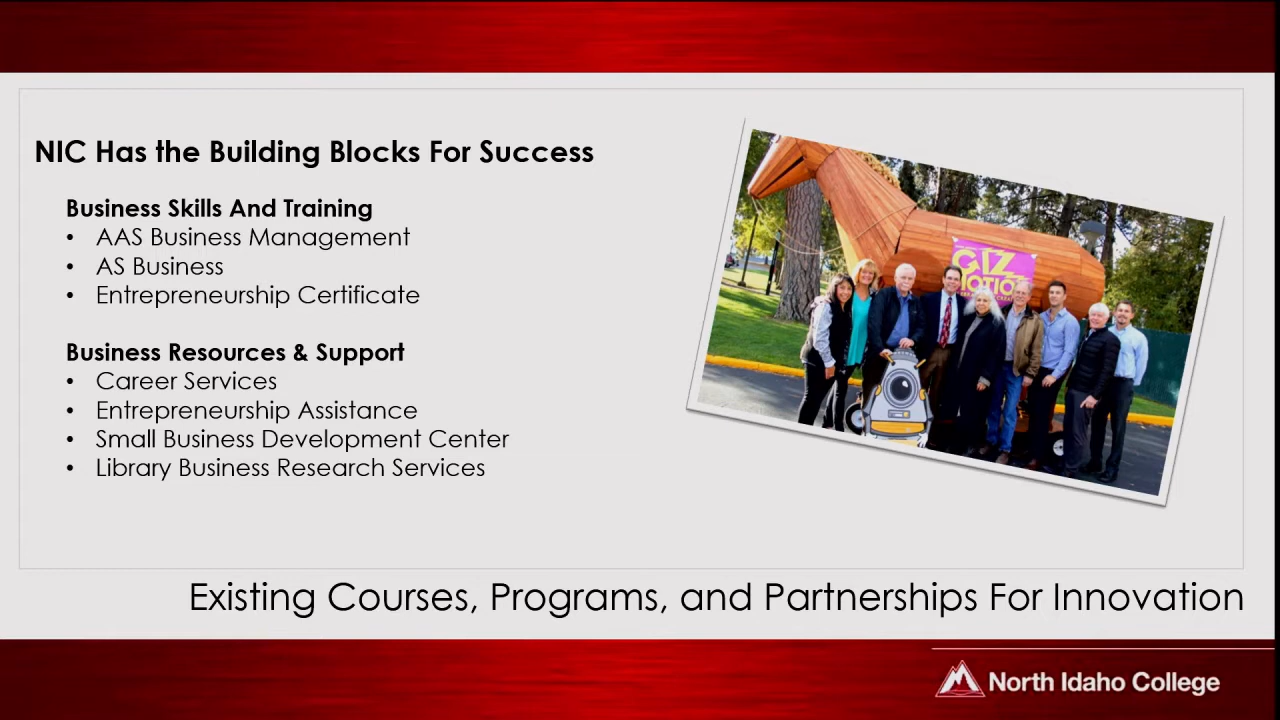 NIC Has the Building Blocks For Success
Business Skills And Training
• AAS Business Management
• AS Business
• Entrepreneurship Certificate
Business Resources & Support
• Career Services
• Entrepreneurship Assistance
• Small Business Development Center
• Library Business Research Services
GIZ
Existing Courses, Programs, and Partnerships For Innovation
North Idaho College